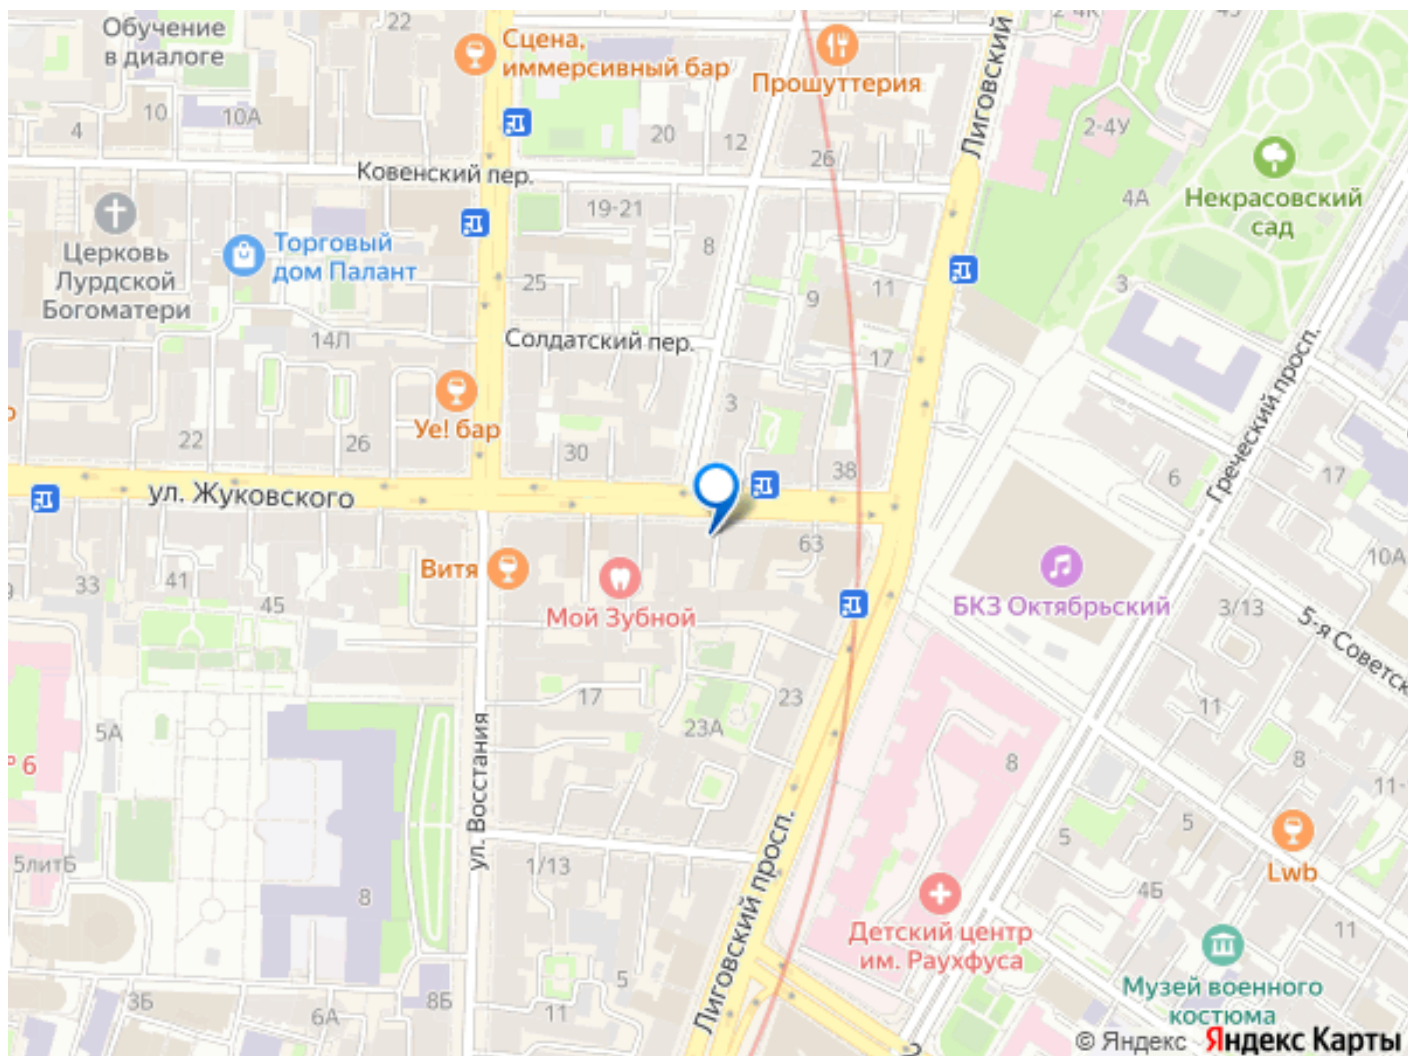 Обучение
в диалоге
22
Сцена,
иммерсивный бар
Прошуттерия
Лиговский
2-4К
10
4
10А
20
12
26
2-4У
Ковенский пер.
4А
Некрасовский
сад
Церковь
Лурдской
Богоматери
Торговый
дом Палант
19-21
8
25
9
11
3
14Л
Солдатский пер.
17
Греческий просп.
Уе! бар
22
26
30
3
38
6
17
ул. Жуковского
63
10А
33
41
45
Витя
Мой Зубной
БКЗ Октябрьский
3/13
5-я Советск
17
23
23А
11
5А
№ 6
ул. Восстания
8
8
11-
5
5
5литБ
1/13
Лиговский просп.
Lwb
8
4Б
Детский центр
им. Раухфуса
11
3Б
6А
8Б
11
5
Музей военного
костюма
© Яндекс Яндекс Карты